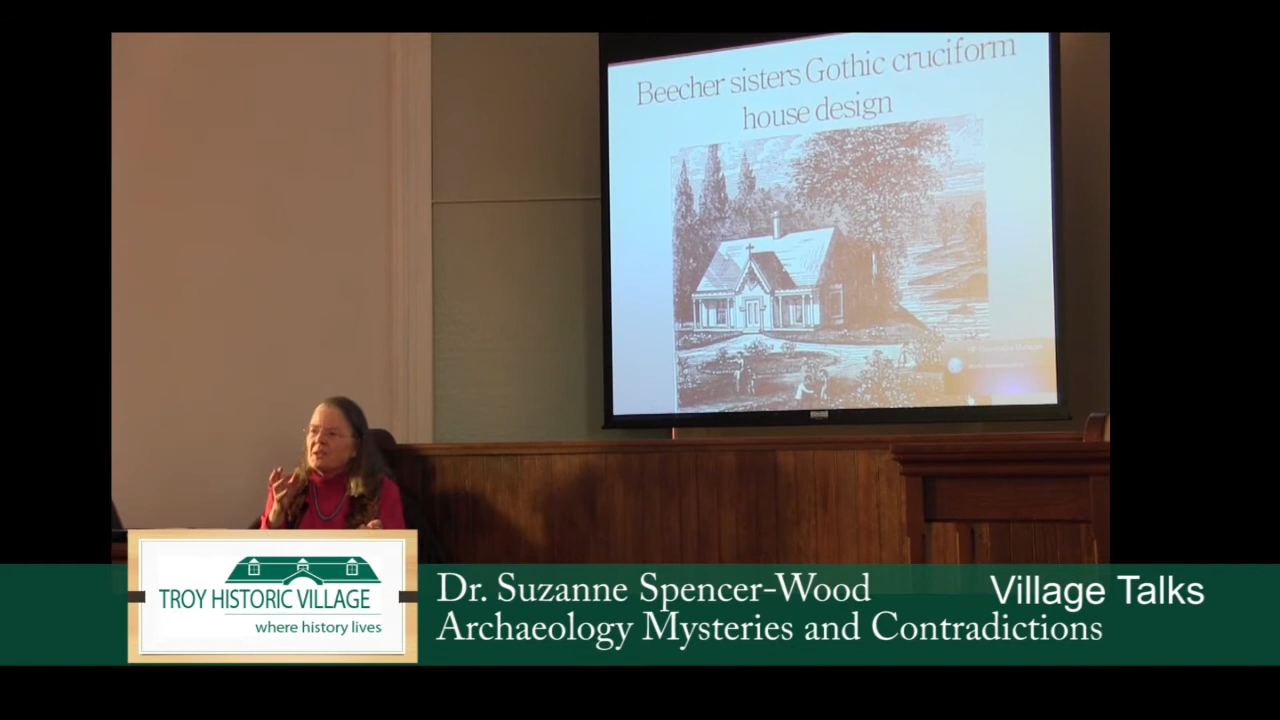 Beecher sisters Gothic cruciform
house design
TROY HISTORIC VILLAGE
where history lives
Dr. Suzanne Spencer-Wood
Village Talks
Archaeology Mysteries and Contradictions